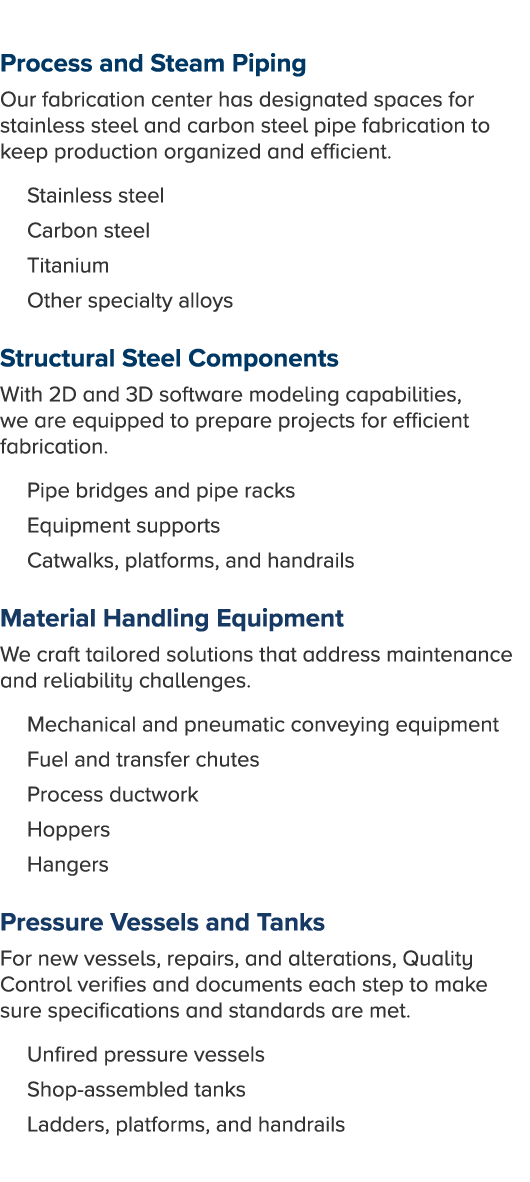 Process and Steam Piping
Our fabrication center has designated spaces for
stainless steel and carbon steel pipe fabrication to
keep production organized and efficient.
Stainless steel
Carbon steel
Titanium
Other specialty alloys
Structural Steel Components
With 2D and 3D software modeling capabilities,
we are equipped to prepare projects for efficient
fabrication.
Pipe bridges and pipe racks
Equipment supports
Catwalks, platforms, and handrails
Material Handling Equipment
We craft tailored solutions that address maintenance
and reliability challenges.
Mechanical and pneumatic conveying equipment
Fuel and transfer chutes
Process ductwork
Hoppers
Hangers
Pressure Vessels and Tanks
For new vessels, repairs, and alterations, Quality
Control verifies and documents each step to make
sure specifications and standards are met.
Unfired pressure vessels
Shop-assembled tanks
Ladders, platforms, and handrails